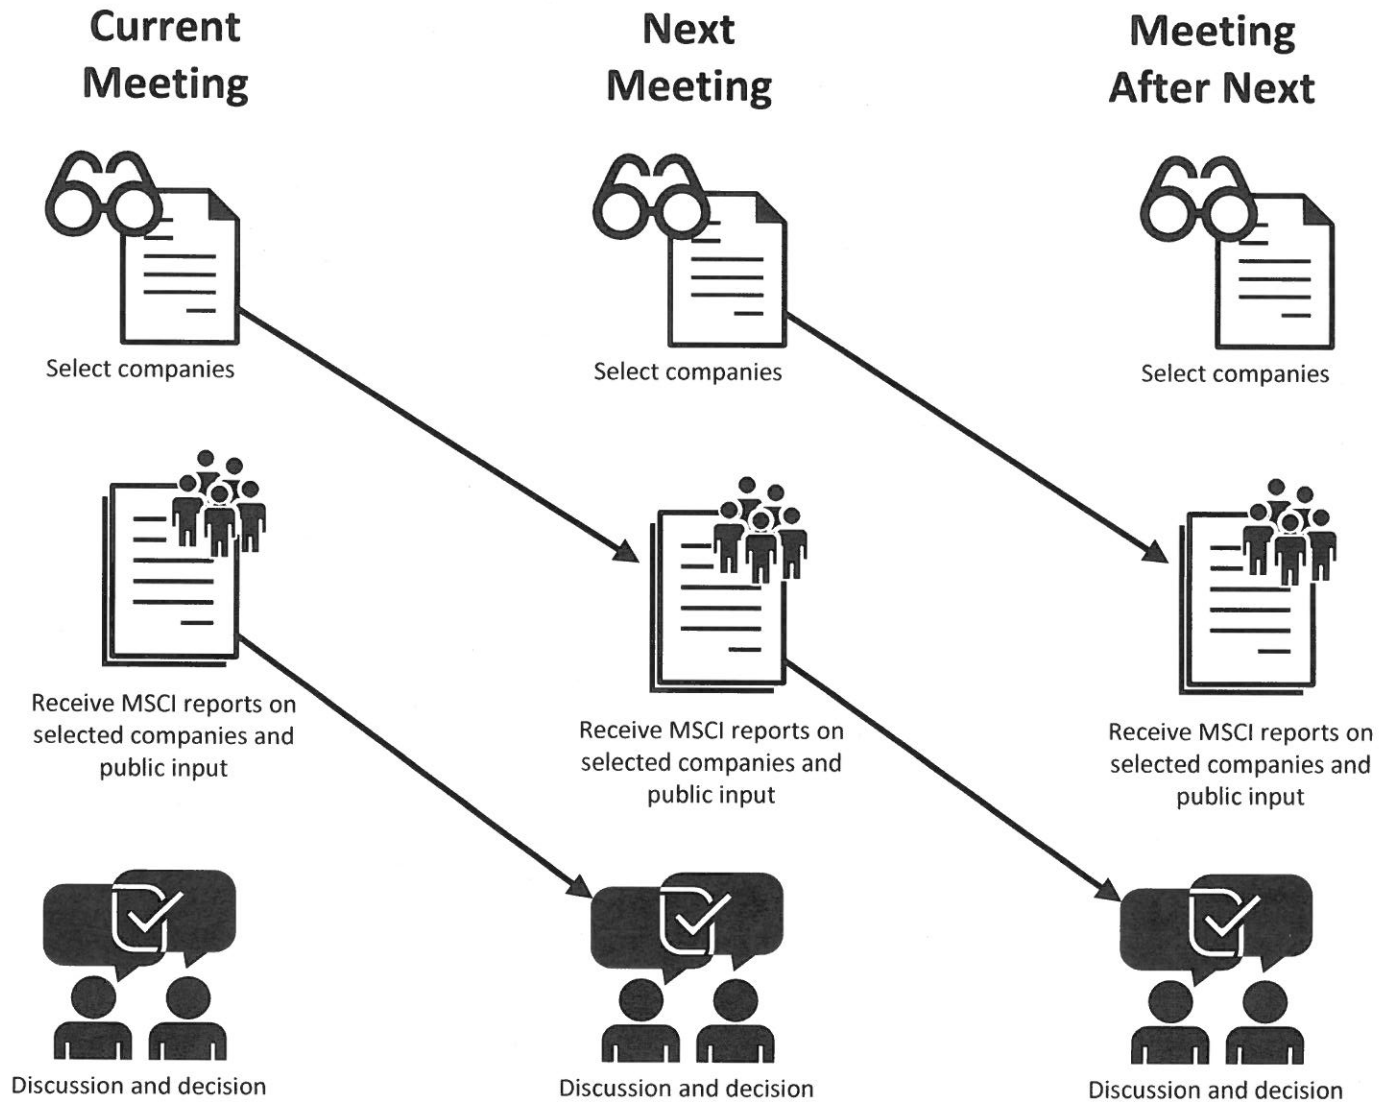 Current
Meeting
Next
Meeting
Meeting
After Next
Select companies
Select companies
Select companies
Receive MSCI reports on
selected companies and
public input
Receive MSCI reports on
selected companies and
public input
Receive MSCI reports on
selected companies and
public input
Discussion and decision
Discussion and decision
Discussion and decision